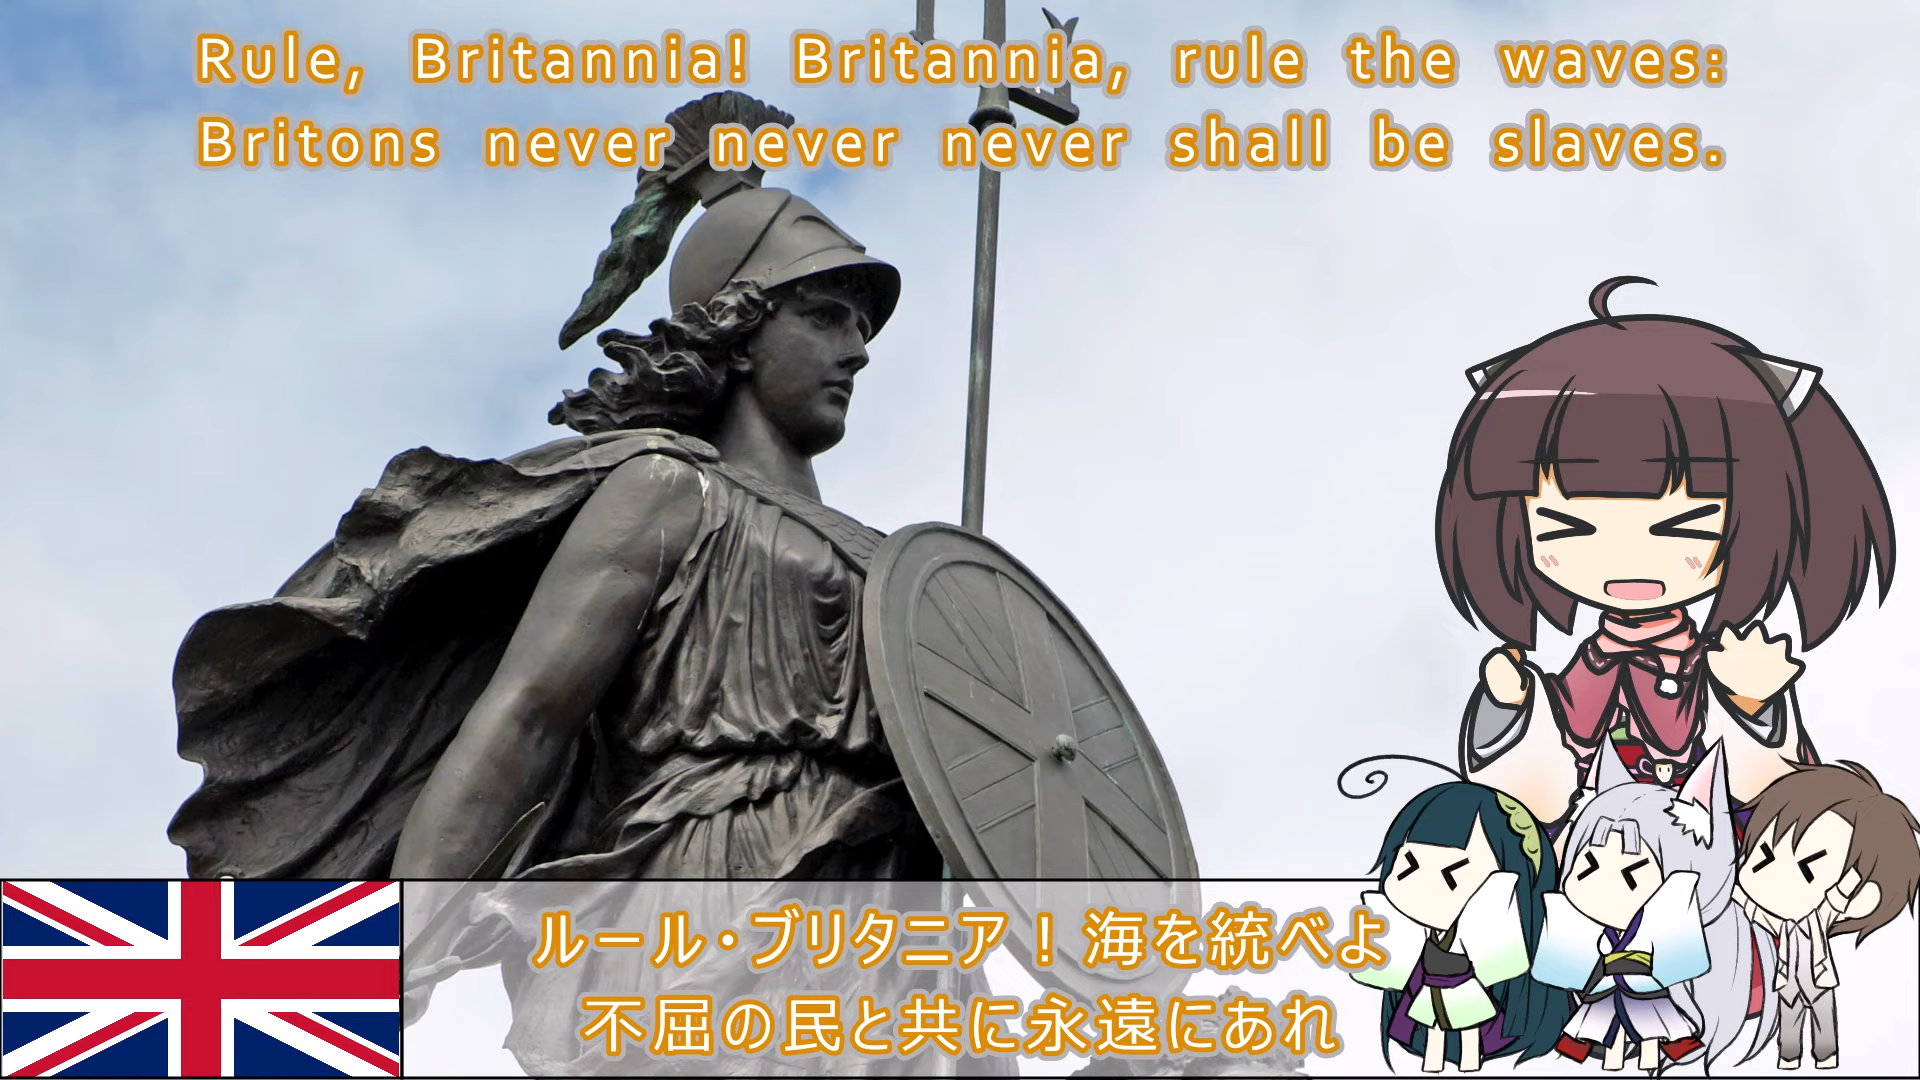 Rule, Britannia! Britannia, rule the waves:
Britons never never never shall be slaves.
ルール・ブリタニア！海を統べよ
不屈の民と共に永遠にあれ